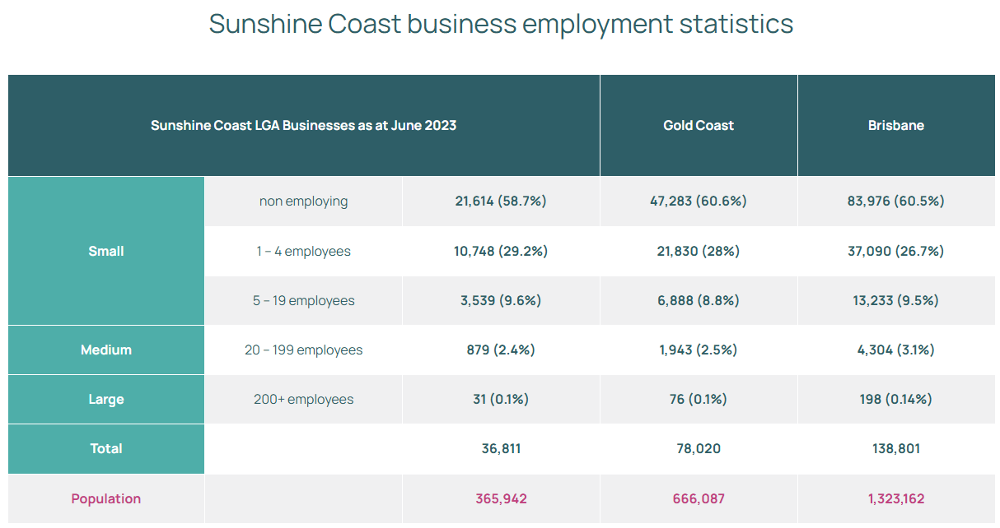 Sunshine Coast business employment statistics
Sunshine Coast LGA Businesses as at June 2023 Gold Coast Brisbane
Small non employing 21,614 (58.7%) 47,283 (60.6%) 83,976 (60.5%)
1 – 4 employees 10,748 (29.2%) 21,830 (28%) 37,090 (26.7%)
5 – 19 employees 3,539 (9.6%) 6,888 (8.8%) 13,233 (9.5%)
Medium 20 – 199 employees 879 (2.4%) 1,943 (2.5%) 4,304 (3.1%)
Large 200+ employees 31 (0.1%) 76 (0.1%) 198 (0.14%)
Total 36,811 78,020 138,801
Population 365,942 666,087 1,323,162